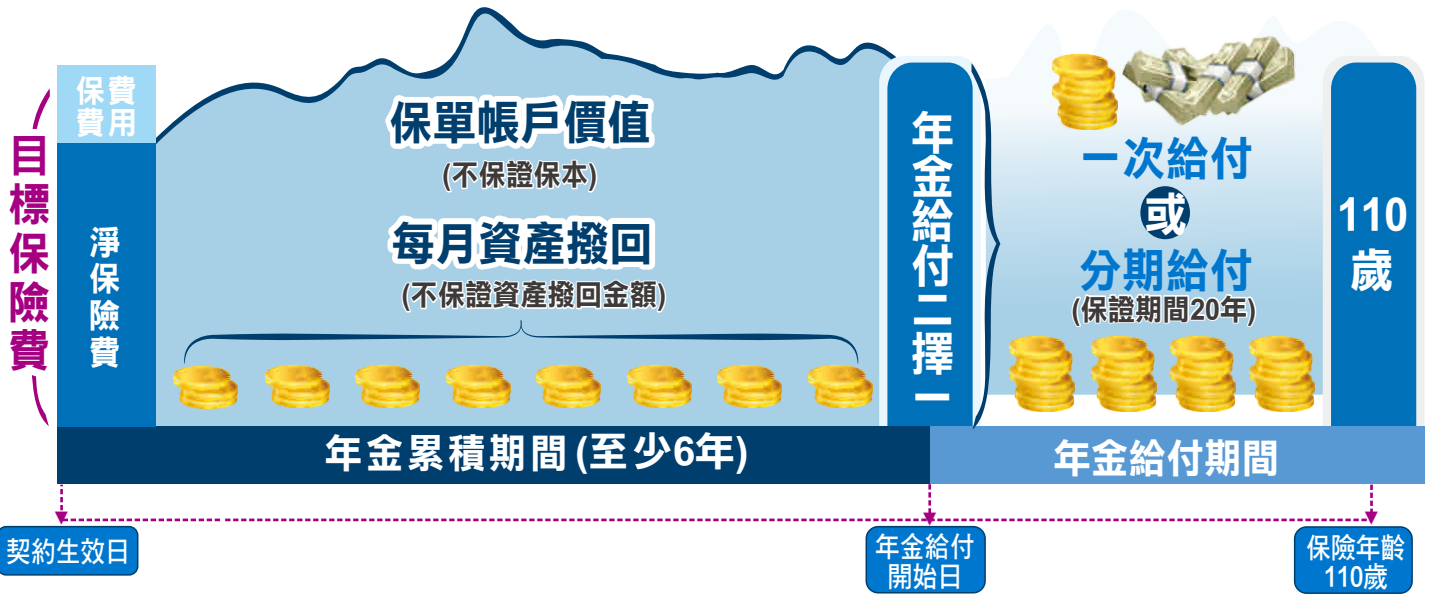 目標保險費
保費
費用
淨保險費
保單帳戶價值
(不保證保本)
每月資產撥回
(不保證資產撥回金額)
年金給付二擇一
一次給付
或
分期給付
(保證期間20年)
110
歲
年金累積期間(至少6年)
年金給付期間
契約生效日
年金給付
開始日
保險年齡
110歲